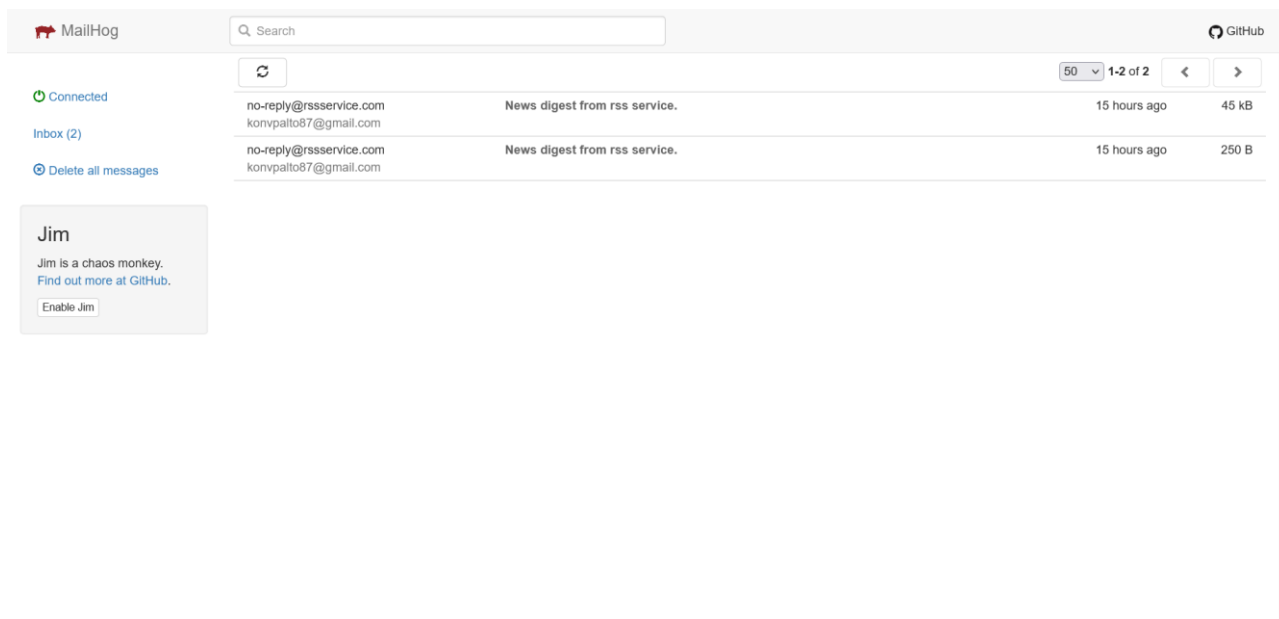 MailHog
Search
GitHub
50 1-2 of 2
Connected
Inbox (2)
Delete all messages
no-reply@rssservice.com News digest from rss service. 15 hours ago 45 kB
konvpalto87@gmail.com
no-reply@rssservice.com News digest from rss service. 15 hours ago 250 B
konvpalto87@gmail.com
Jim
Jim is a chaos monkey.
Find out more at GitHub.
Enable Jim